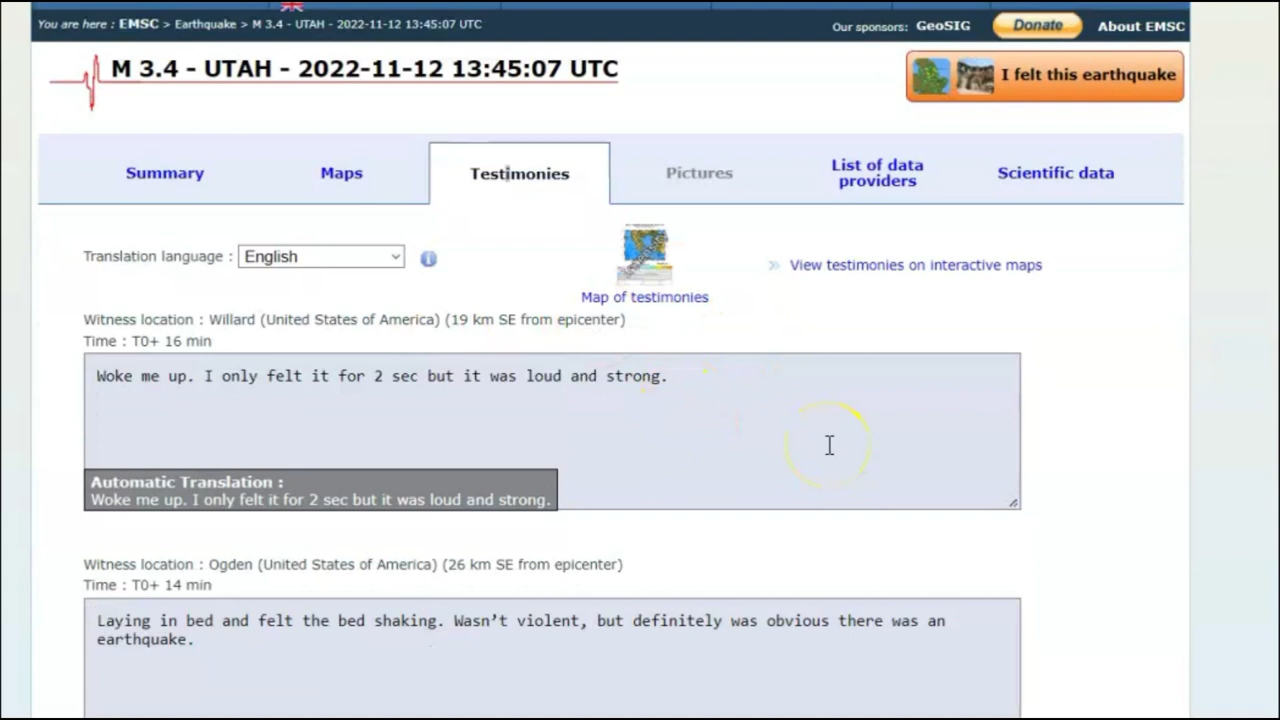 You are here : EMSC > Earthquake > M 3.4 - UTAH - 2022-11-12 13:45:07 UTC
Our sponsors: GeoSIG Donate About EMSC
M 3.4 - UTAH - 2022-11-12 13:45:07 UTC
I felt this earthquake
Summary Maps Testimonies Pictures List of data providers Scientific data
Translation language : English
View testimonies on interactive maps
Map of testimonies
Witness location : Willard (United States of America) (19 km SE from epicenter)
Time : T0+ 16 min
Woke me up. I only felt it for 2 sec but it was loud and strong.
Automatic Translation :
Woke me up. I only felt it for 2 sec but it was loud and strong.
Witness location : Ogden (United States of America) (26 km SE from epicenter)
Time : T0+ 14 min
Laying in bed and felt the bed shaking. Wasn’t violent, but definitely was obvious there was an
earthquake.